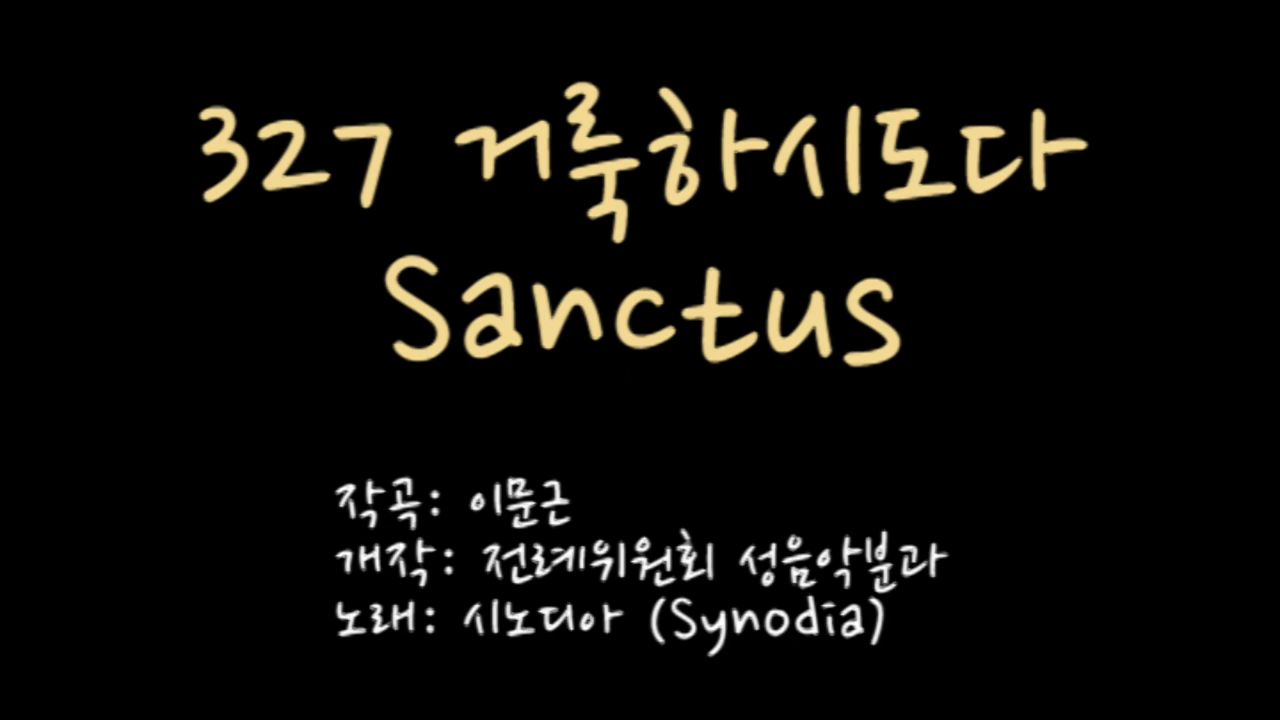 327 거룩하시도다
Sanctus
작곡: 이문근
개작: 전례위원회 성음악분과
노래: 시노디아 (Synodia)